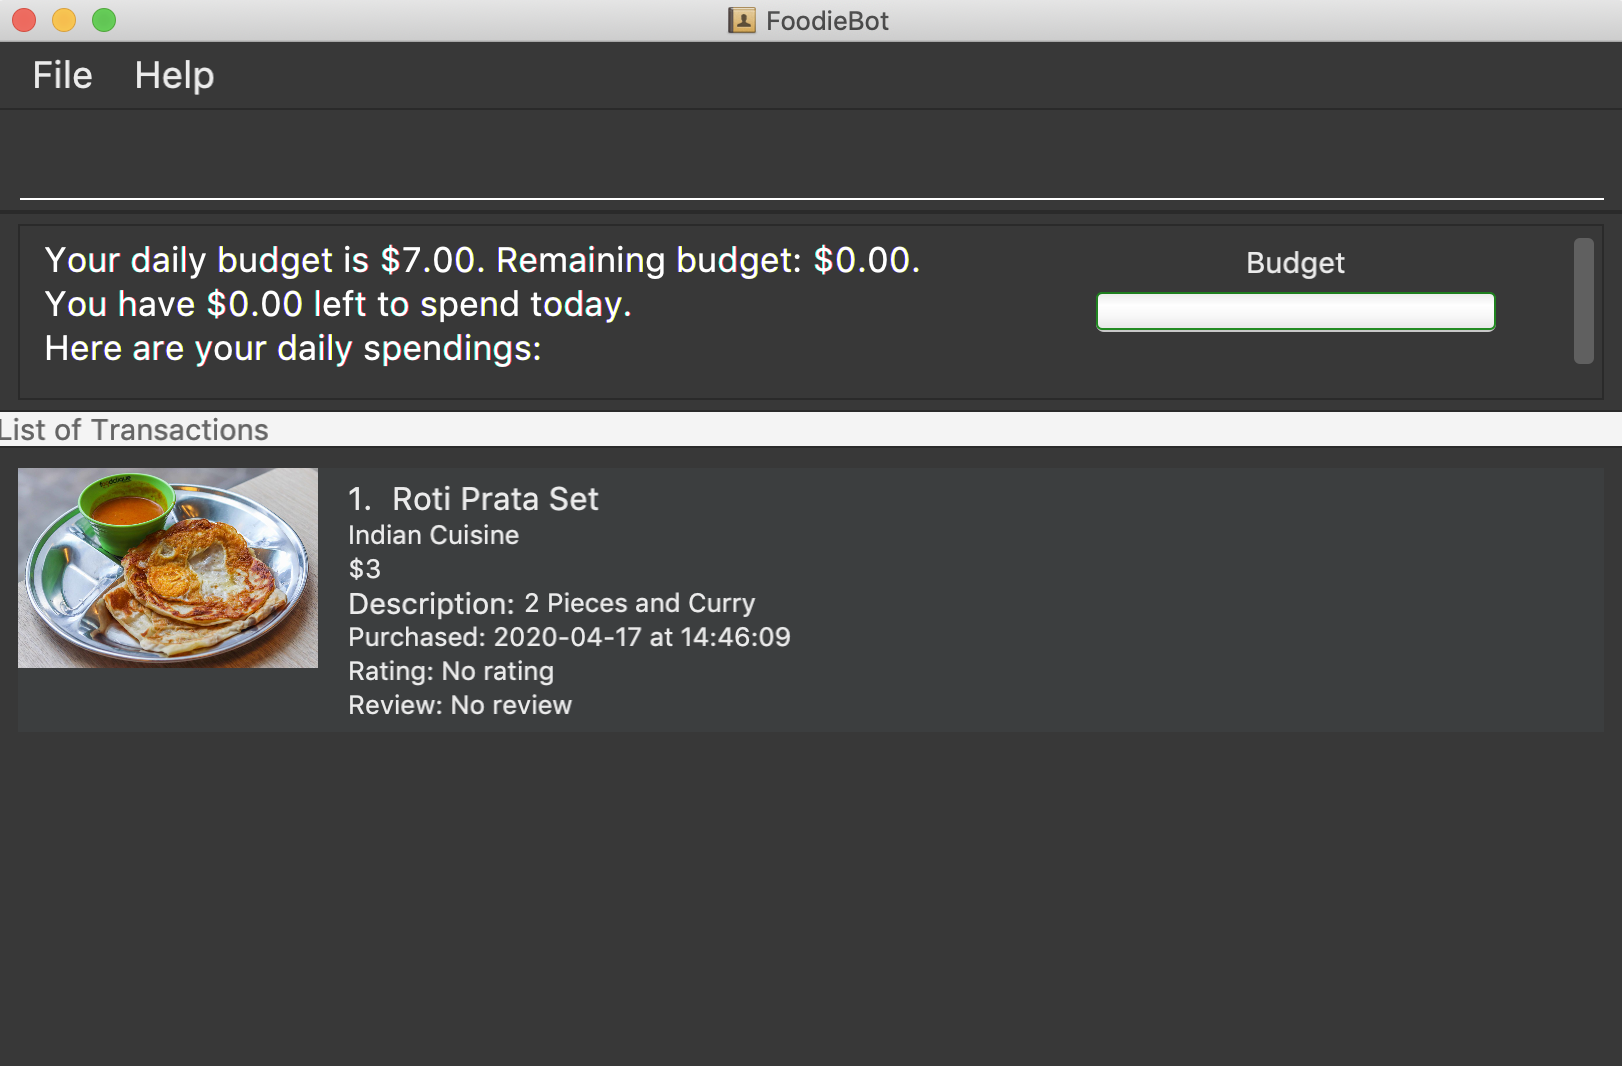 FoodieBot
File Help
Your daily budget is $7.00. Remaining budget: $0.00.
You have $0.00 left to spend today.
Here are your daily spendings:
Budget
List of Transactions
1. Roti Prata Set
Indian Cuisine
$3
Description: 2 Pieces and Curry
Purchased: 2020-04-17 at 14:46:09
Rating: No rating
Review: No review